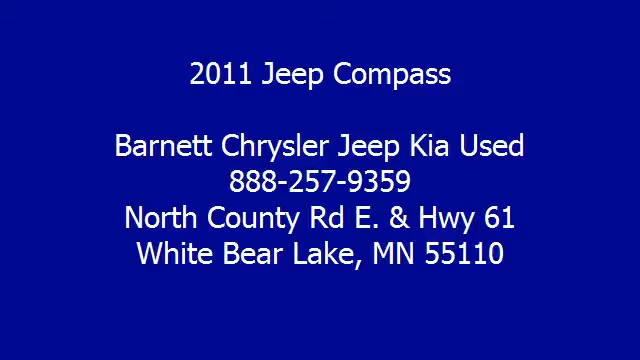 2011 Jeep Compass
Barnett Chrysler Jeep Kia Used
888-257-9359
North County Rd E. & Hwy 61
White Bear Lake, MN 55110